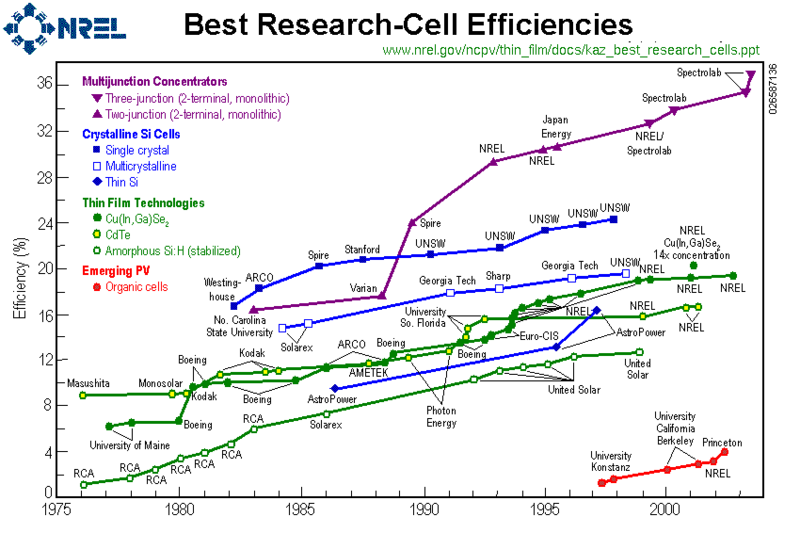 NREL
Best Research-Cell Efficiencies
www.nrel.gov/ncpv/thin_film/docs/kaz_best_research_cells.ppt
026587136
Efficiency (%)
36
32
28
24
20
16
12
8
4
0
1975
1980
1985
1990
1995
2000
Multijunction Concentrators
Three-junction (2-terminal, monolithic)
Two-junction (2-terminal, monolithic)
Crystalline Si Cells
Single crystal
Multicrystalline
Thin Si
Thin Film Technologies
Cu(In,Ga)Se2
CdTe
Amorphous Si:H (stabilized)
Emerging PV
Organic cells
Spectrolab
Spectrolab
Japan
Energy
NREL
NREL
NREL/
Spectrolab
Spire
Varian
No. Carolina
State University
Westing-
house
ARCO
Spire
Stanford
UNSW
UNSW
UNSW
UNSW
UNSW
Solarex
Georgia Tech
Sharp
Georgia Tech
UNSW
NREL
Cu(In,Ga)Se2
14x concentration
NREL
NREL
NREL
NREL
NREL
NREL
University
So. Florida
Euro-CIS
AstroPower
Masushita
Monosolar
Boeing
Kodak
Kodak
Boeing
ARCO
AMETEK
Boeing
Boeing
Photon
Energy
University of Maine
Boeing
AstroPower
Solarex
United Solar
United
Solar
RCA
RCA
RCA
RCA
RCA
RCA
RCA
University
Konstanz
University
California
Berkeley
Princeton
NREL